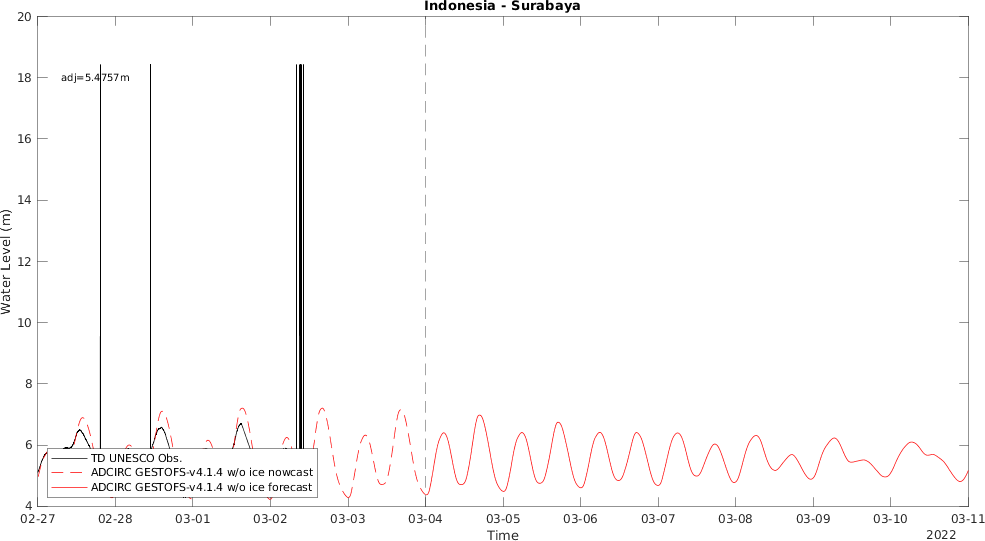 Indonesia - Surabaya
20
18
16
14
12
10
8
6
4
Water Level (m)
adj=5.4757m
TD UNESCO Obs.
ADCIRC GESTOFS-v4.1.4 w/o ice nowcast
ADCIRC GESTOFS-v4.1.4 w/o ice forecast
02-27 02-28 03-01 03-02 03-03 03-04 03-05 03-06 03-07 03-08 03-09 03-10 03-11
Time
2022